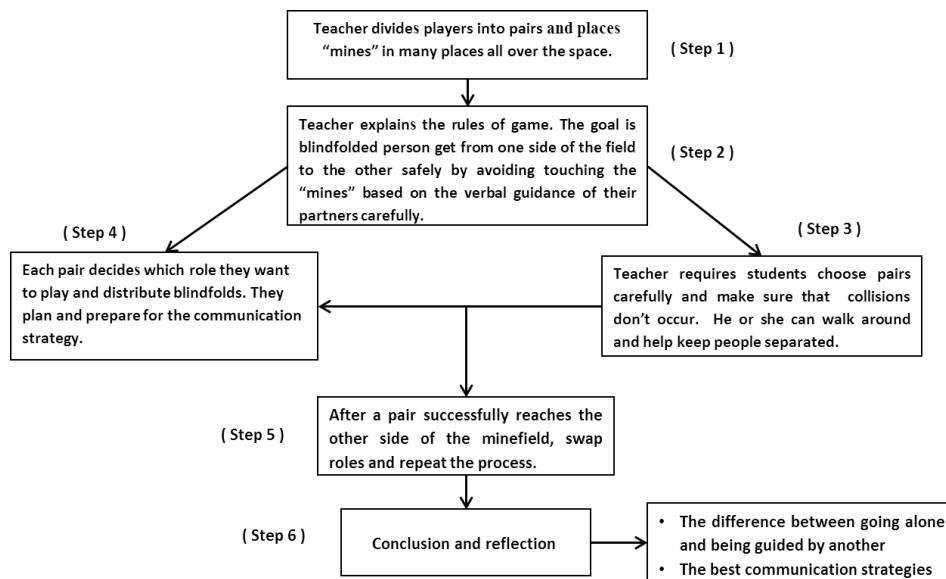 Teacher divides players into pairs and places
“mines” in many places all over the space.
( Step 1 )
Teacher explains the rules of game. The goal is
blindfolded person get from one side of the field
to the other safely by avoiding touching the
“mines” based on the verbal guidance of their
partners carefully.
( Step 2 )
( Step 3 )
Teacher requires students choose pairs
carefully and make sure that collisions
don’t occur. He or she can walk around
and help keep people separated.
( Step 4 )
Each pair decides which role they want
to play and distribute blindfolds. They
plan and prepare for the communication
strategy.
( Step 5 )
After a pair successfully reaches the
other side of the minefield, swap
roles and repeat the process.
( Step 6 )
Conclusion and reflection
• The difference between going alone
and being guided by another
• The best communication strategies